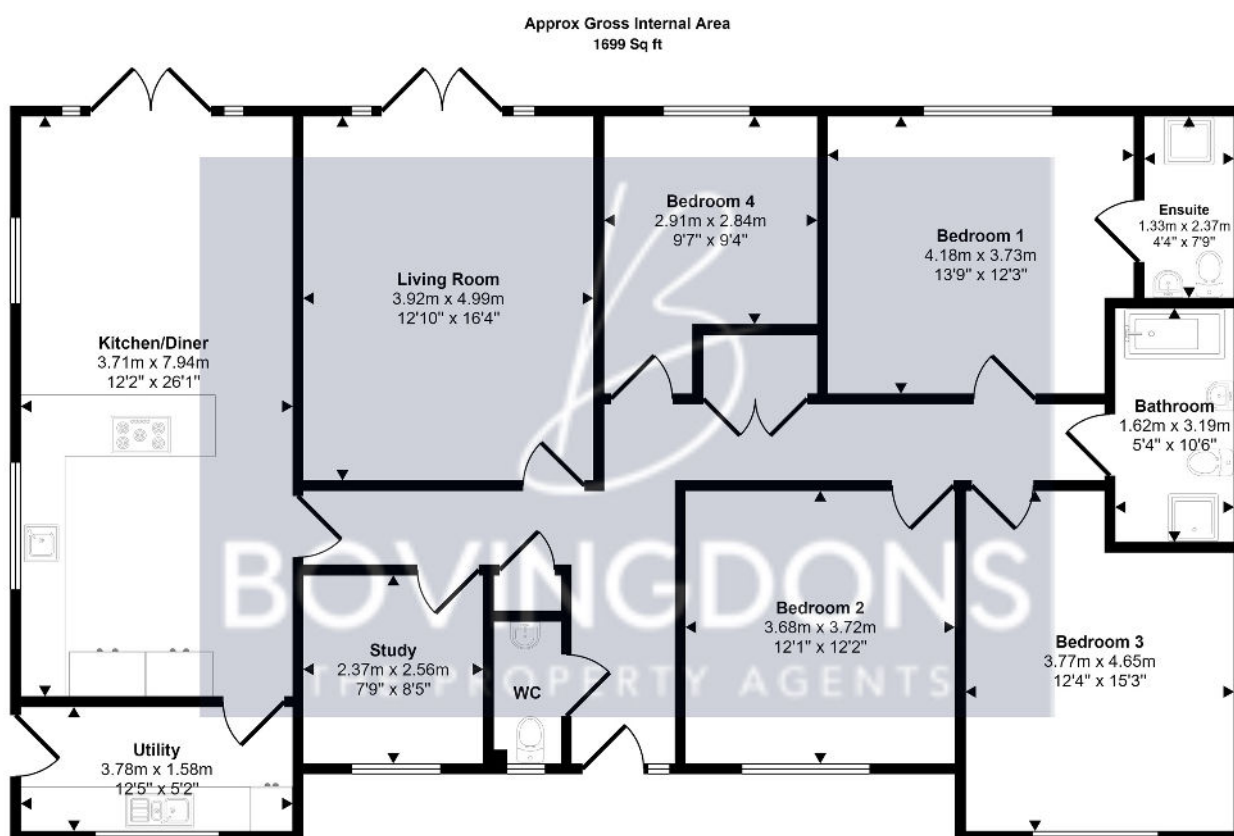 Approx Gross Internal Area
1699 Sq ft
Kitchen/Diner
3.71m x 7.94m
12'2" x 26'1"
Living Room
3.92m x 4.99m
12'10" x 16'4"
Bedroom 4
2.91m x 2.84m
9'7" x 9'4"
Bedroom 1
4.18m x 3.73m
13'9" x 12'3"
Ensuite
1.33m x 2.37m
4'4" x 7'9"
Bathroom
1.62m x 3.19m
5'4" x 10'6"
BOVINGDONS
THE PROPERTY AGENTS
Study
2.37m x 2.56m
7'9" x 8'5"
WC
Bedroom 2
3.68m x 3.72m
12'1" x 12'2"
Bedroom 3
3.77m x 4.65m
12'4" x 15'3"
Utility
3.78m x 1.58m
12'5" x 5'2"